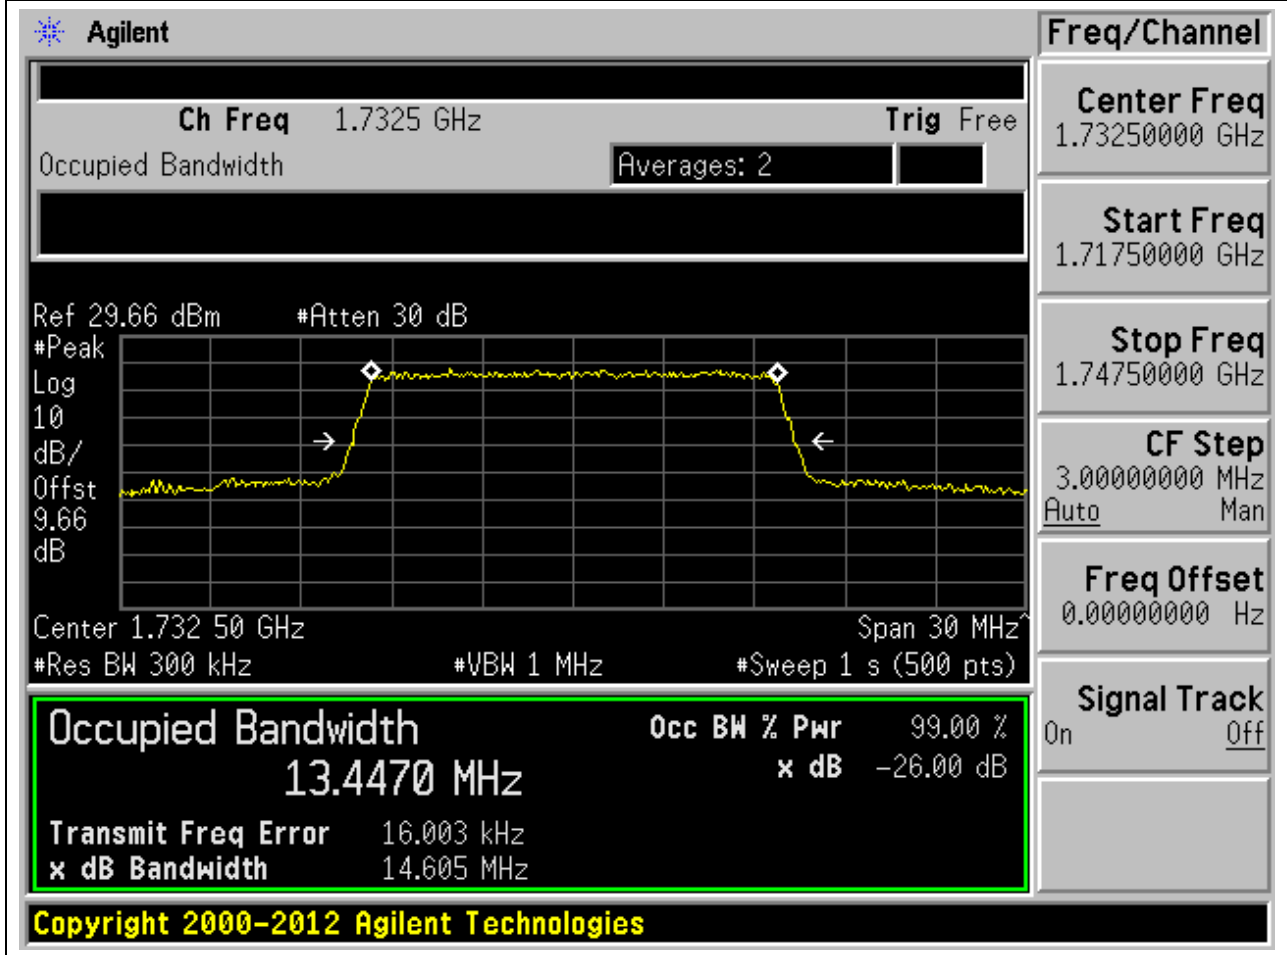 Agilent
Freq/Channel
Ch Freq 1.7325 GHz Trig Free
Occupied Bandwidth Averages: 2
Center Freq
1.73250000 GHz
Start Freq
1.71750000 GHz
Stop Freq
1.74750000 GHz
CF Step
3.00000000 MHz
Auto Man
Freq Offset
0.00000000 Hz
Signal Track
On Off
Ref 29.66 dBm #Atten 30 dB
#Peak
Log
10
dB/
Offst
9.66
dB
Center 1.732 50 GHz Span 30 MHz^
#Res BW 300 kHz #VBW 1 MHz #Sweep 1 s (500 pts)
Occupied Bandwidth Occ BW % Pwr 99.00 %
13.4470 MHz x dB -26.00 dB
Transmit Freq Error 16.003 kHz
x dB Bandwidth 14.605 MHz
Copyright 2000-2012 Agilent Technologies